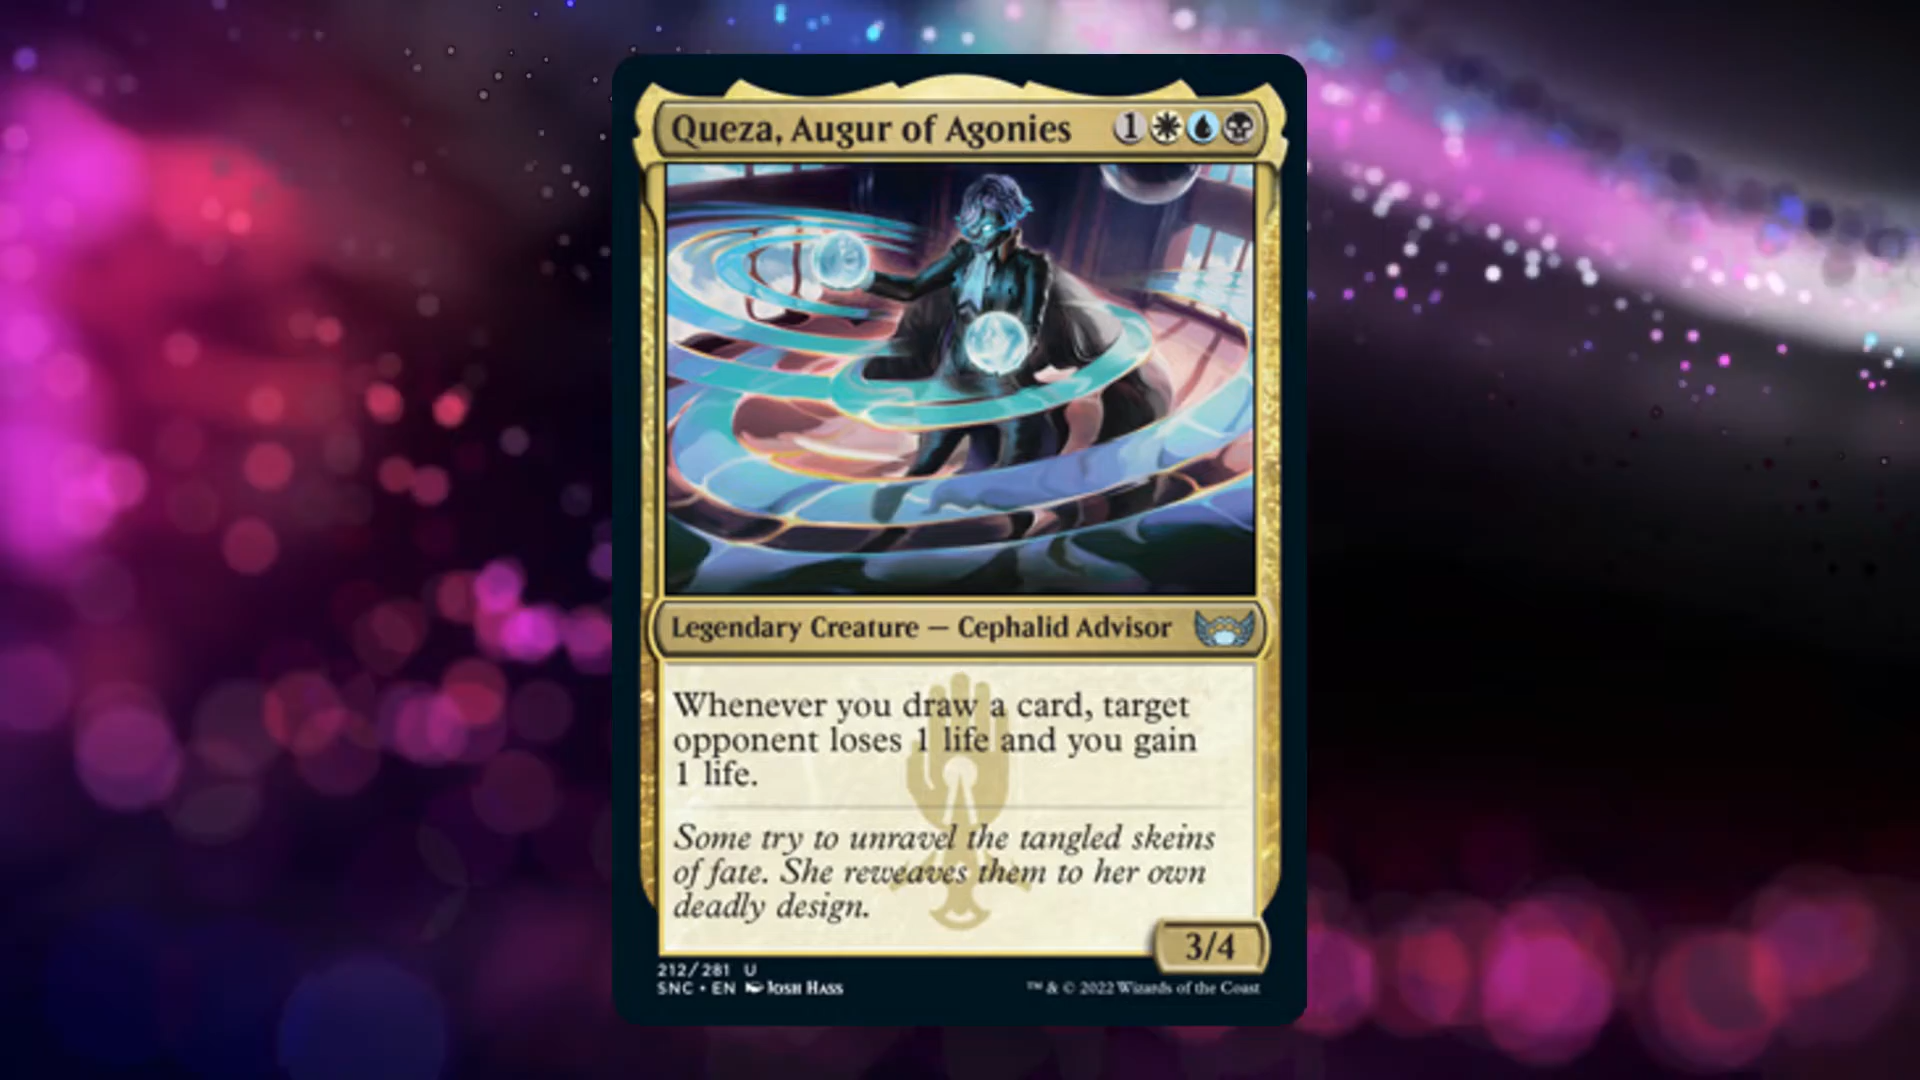 Queza, Augur of Agonies 1
Legendary Creature — Cephalid Advisor
Whenever you draw a card, target
opponent loses 1 life and you gain
1 life.
Some try to unravel the tangled skeins
of fate. She reweaves them to her own
deadly design.
3/4
212/281 U
SNC • EN Josh Hass
™ & © 2022 Wizards of the Coast